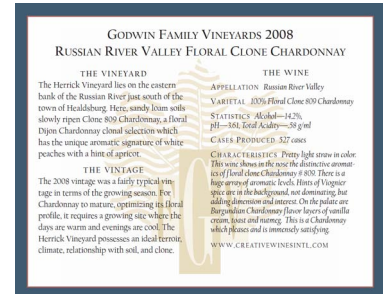 GODWIN FAMILY VINEYARDS 2008
RUSSIAN RIVER VALLEY FLORAL CLONE CHARDONNAY
THE VINEYARD
The Herrick Vineyard lies on the eastern
bank of the Russian River just south of the
town of Healdsburg. Here, sandy loam soils
slowly ripen Clone 809 Chardonnay, a floral
Dijon Chardonnay clonal selection which
has the unique aromatic signature of white
peaches with a hint of apricot.
THE VINTAGE
The 2008 vintage was a fairly typical vin-
tage in terms of the growing season. For
Chardonnay to mature, optimizing its floral
profile, it requires a growing site where the
days are warm and evenings are cool. The
Herrick Vineyard possesses an ideal terroir,
climate, relationship with soil, and clone.
THE WINE
APPELLATION Russian River Valley
VARIETAL 100% Floral Clone 809 Chardonnay
STATISTICS Alcohol—14.2%,
pH—3.61, Total Acidity—.58 g/ml
CASES PRODUCED 527 cases
CHARACTERISTICS Pretty light straw in color.
This wine shows in the nose the distinctive aromat-
ics of floral clone Chardonnay # 809. There is a
huge array of aromatic levels. Hints of Viognier
spice are in the background, not dominating, but
adding dimension and interest. On the palate are
Burgundian Chardonnay flavor layers of vanilla
cream, toast and nutmeg. This is a Chardonnay
which pleases and is immensely satisfying.
WWW.CREATIVEWINESINTL.COM